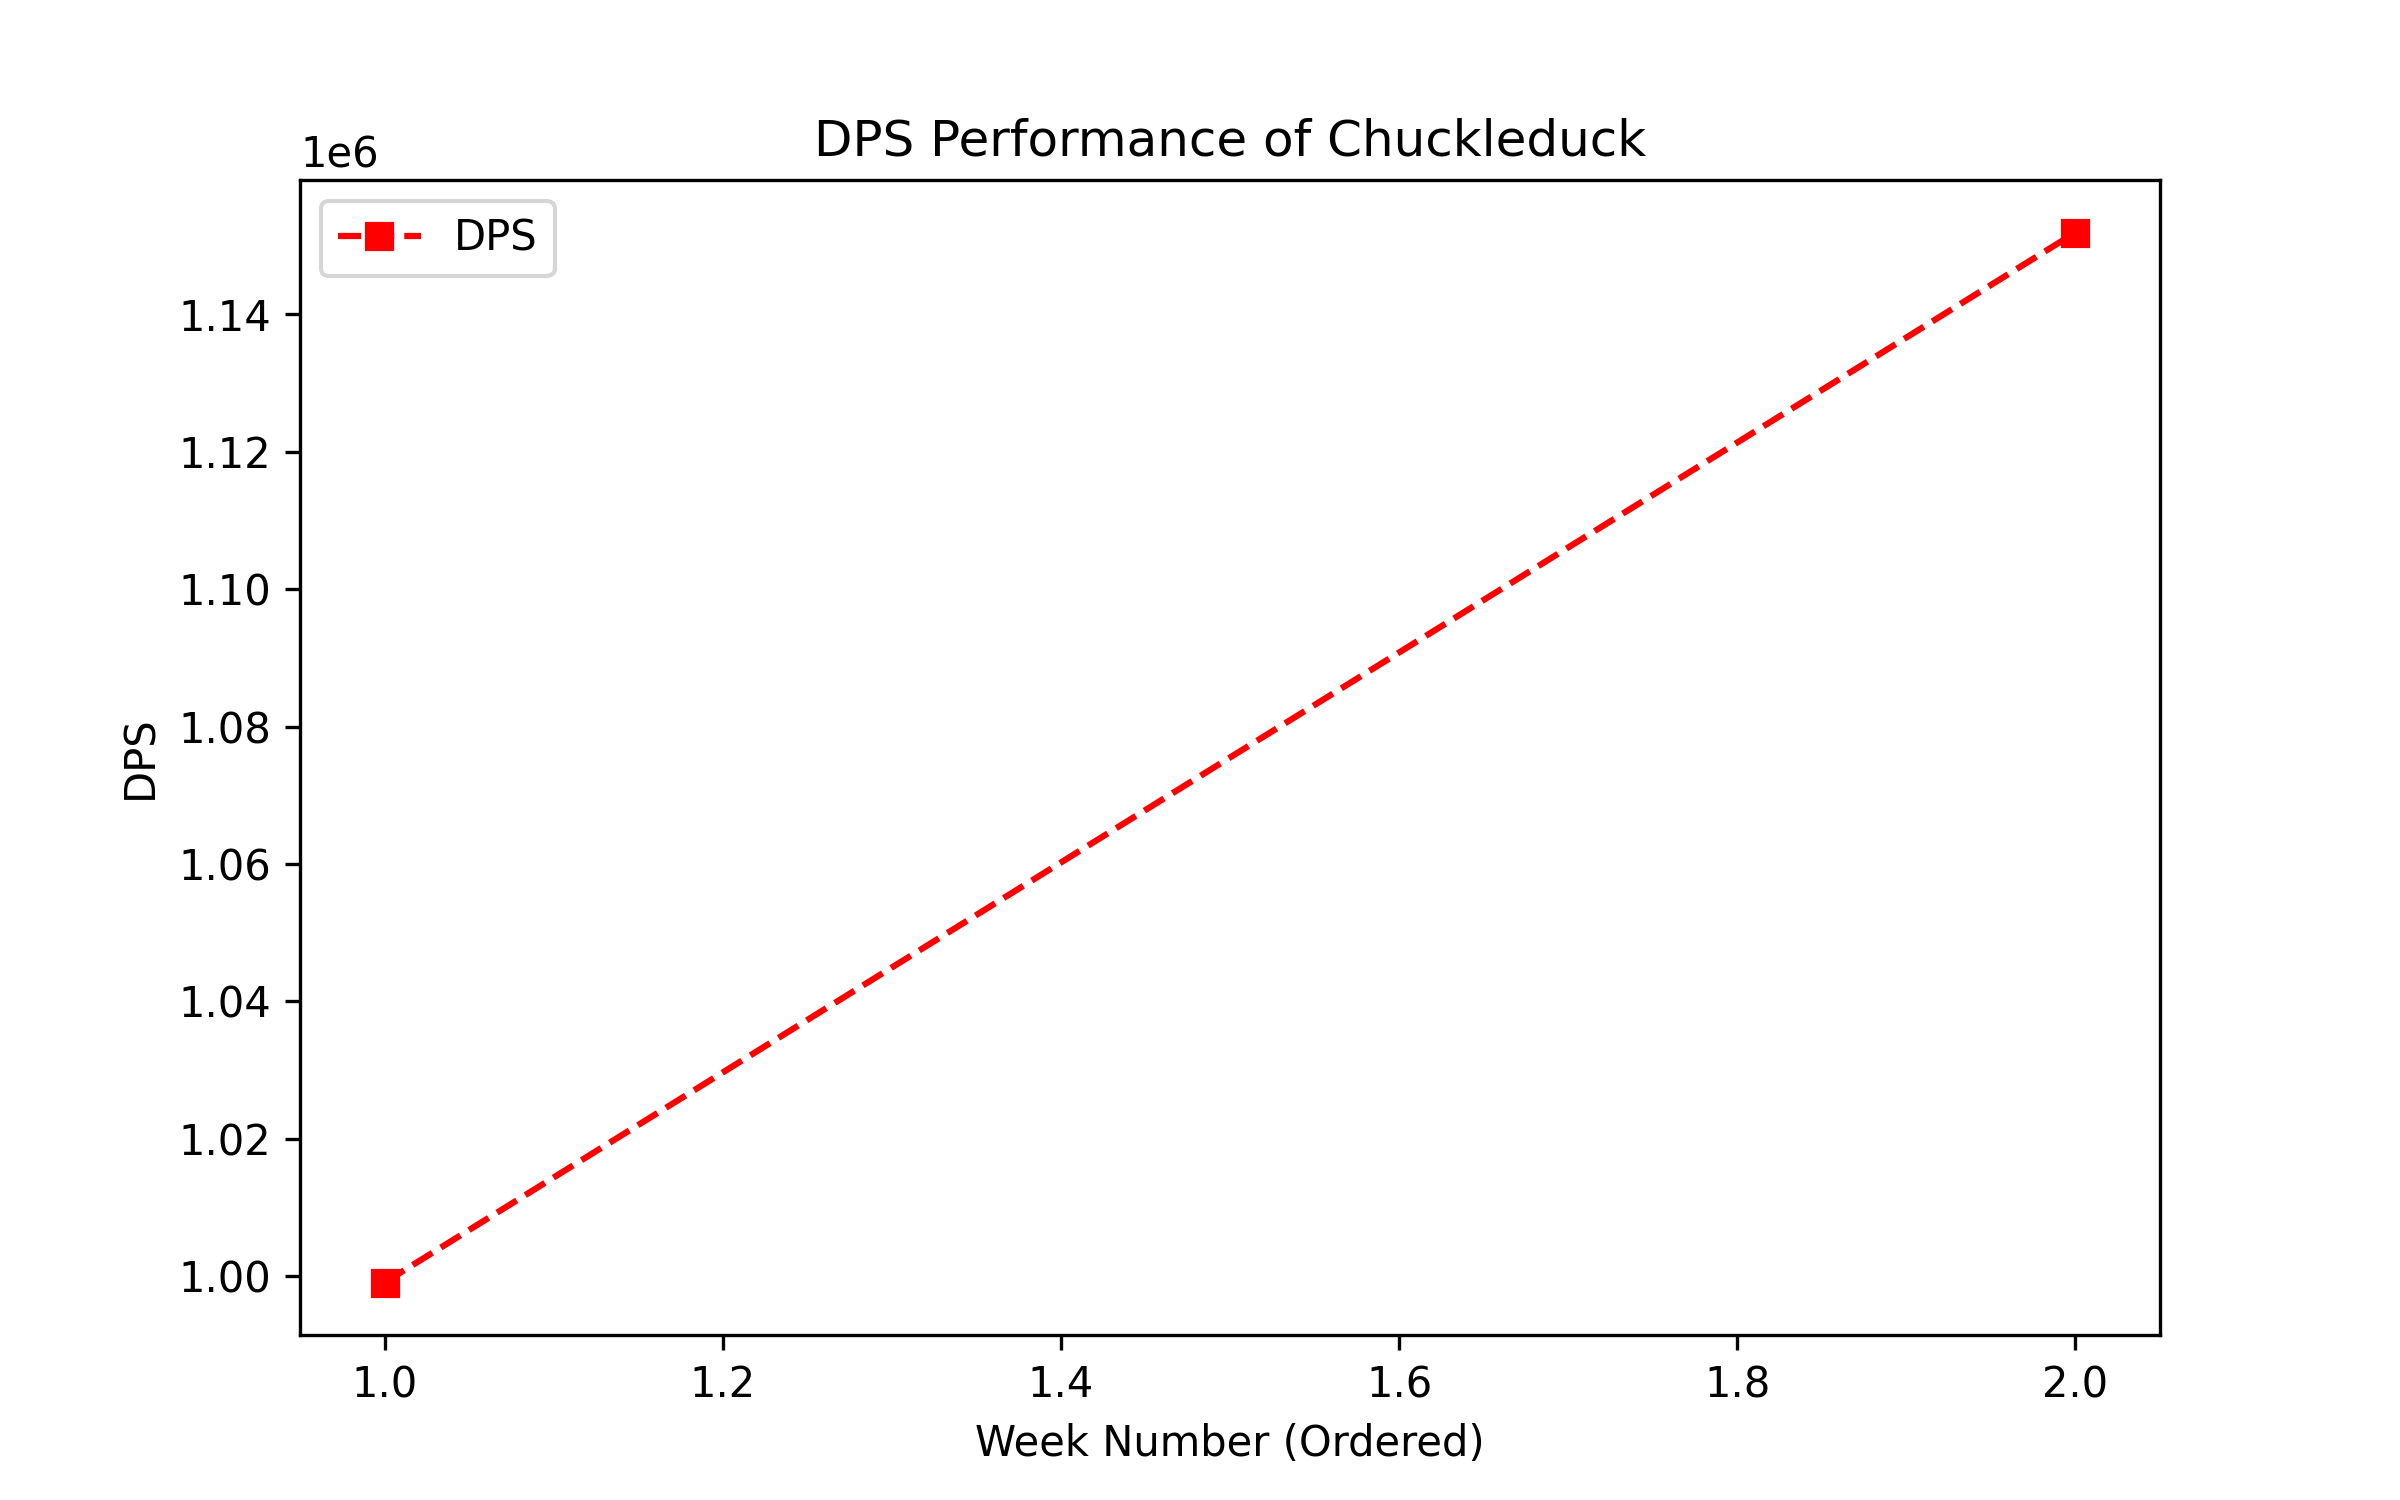 DPS Performance of Chuckleduck
1e6
DPS
1.14
1.12
1.10
1.08
1.06
1.04
1.02
1.00
DPS
1.0 1.2 1.4 1.6 1.8 2.0
Week Number (Ordered)